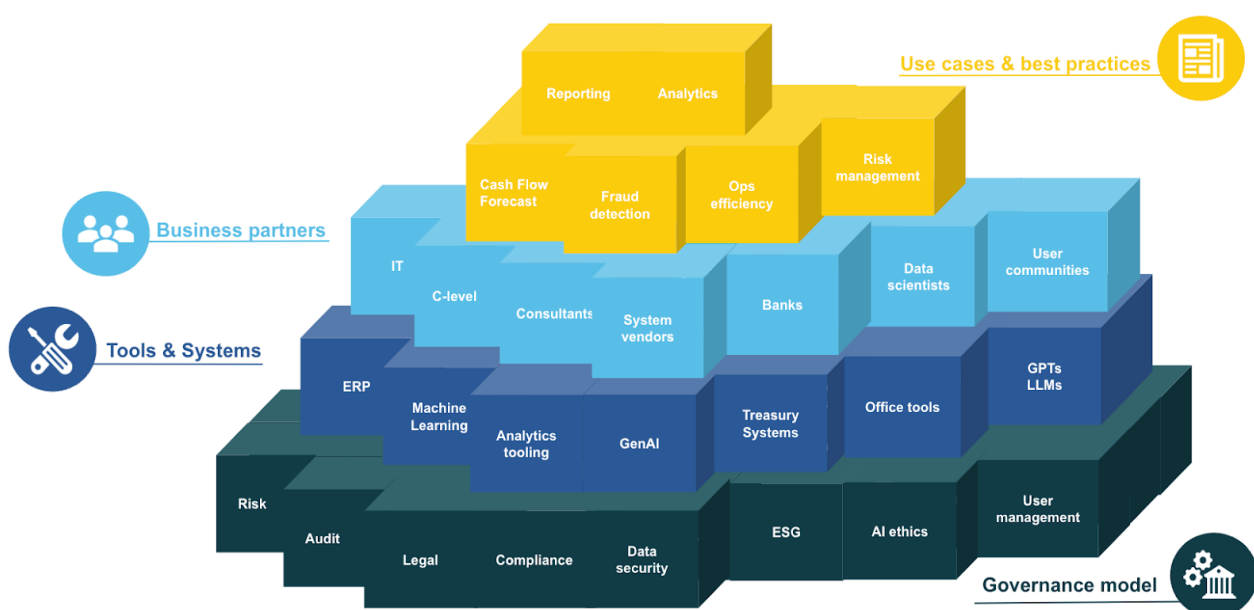 Use cases & best practices
Reporting
Analytics
Cash Flow
Forecast
Fraud
detection
Ops
efficiency
Risk
management
Business partners
IT
C-level
Consultants
System
vendors
Banks
Data
scientists
User
communities
Tools & Systems
ERP
Machine
Learning
Analytics
tooling
GenAI
Treasury
Systems
Office tools
GPTs
LLMs
Risk
Audit
Legal
Compliance
Data
security
ESG
AI ethics
User
management
Governance model